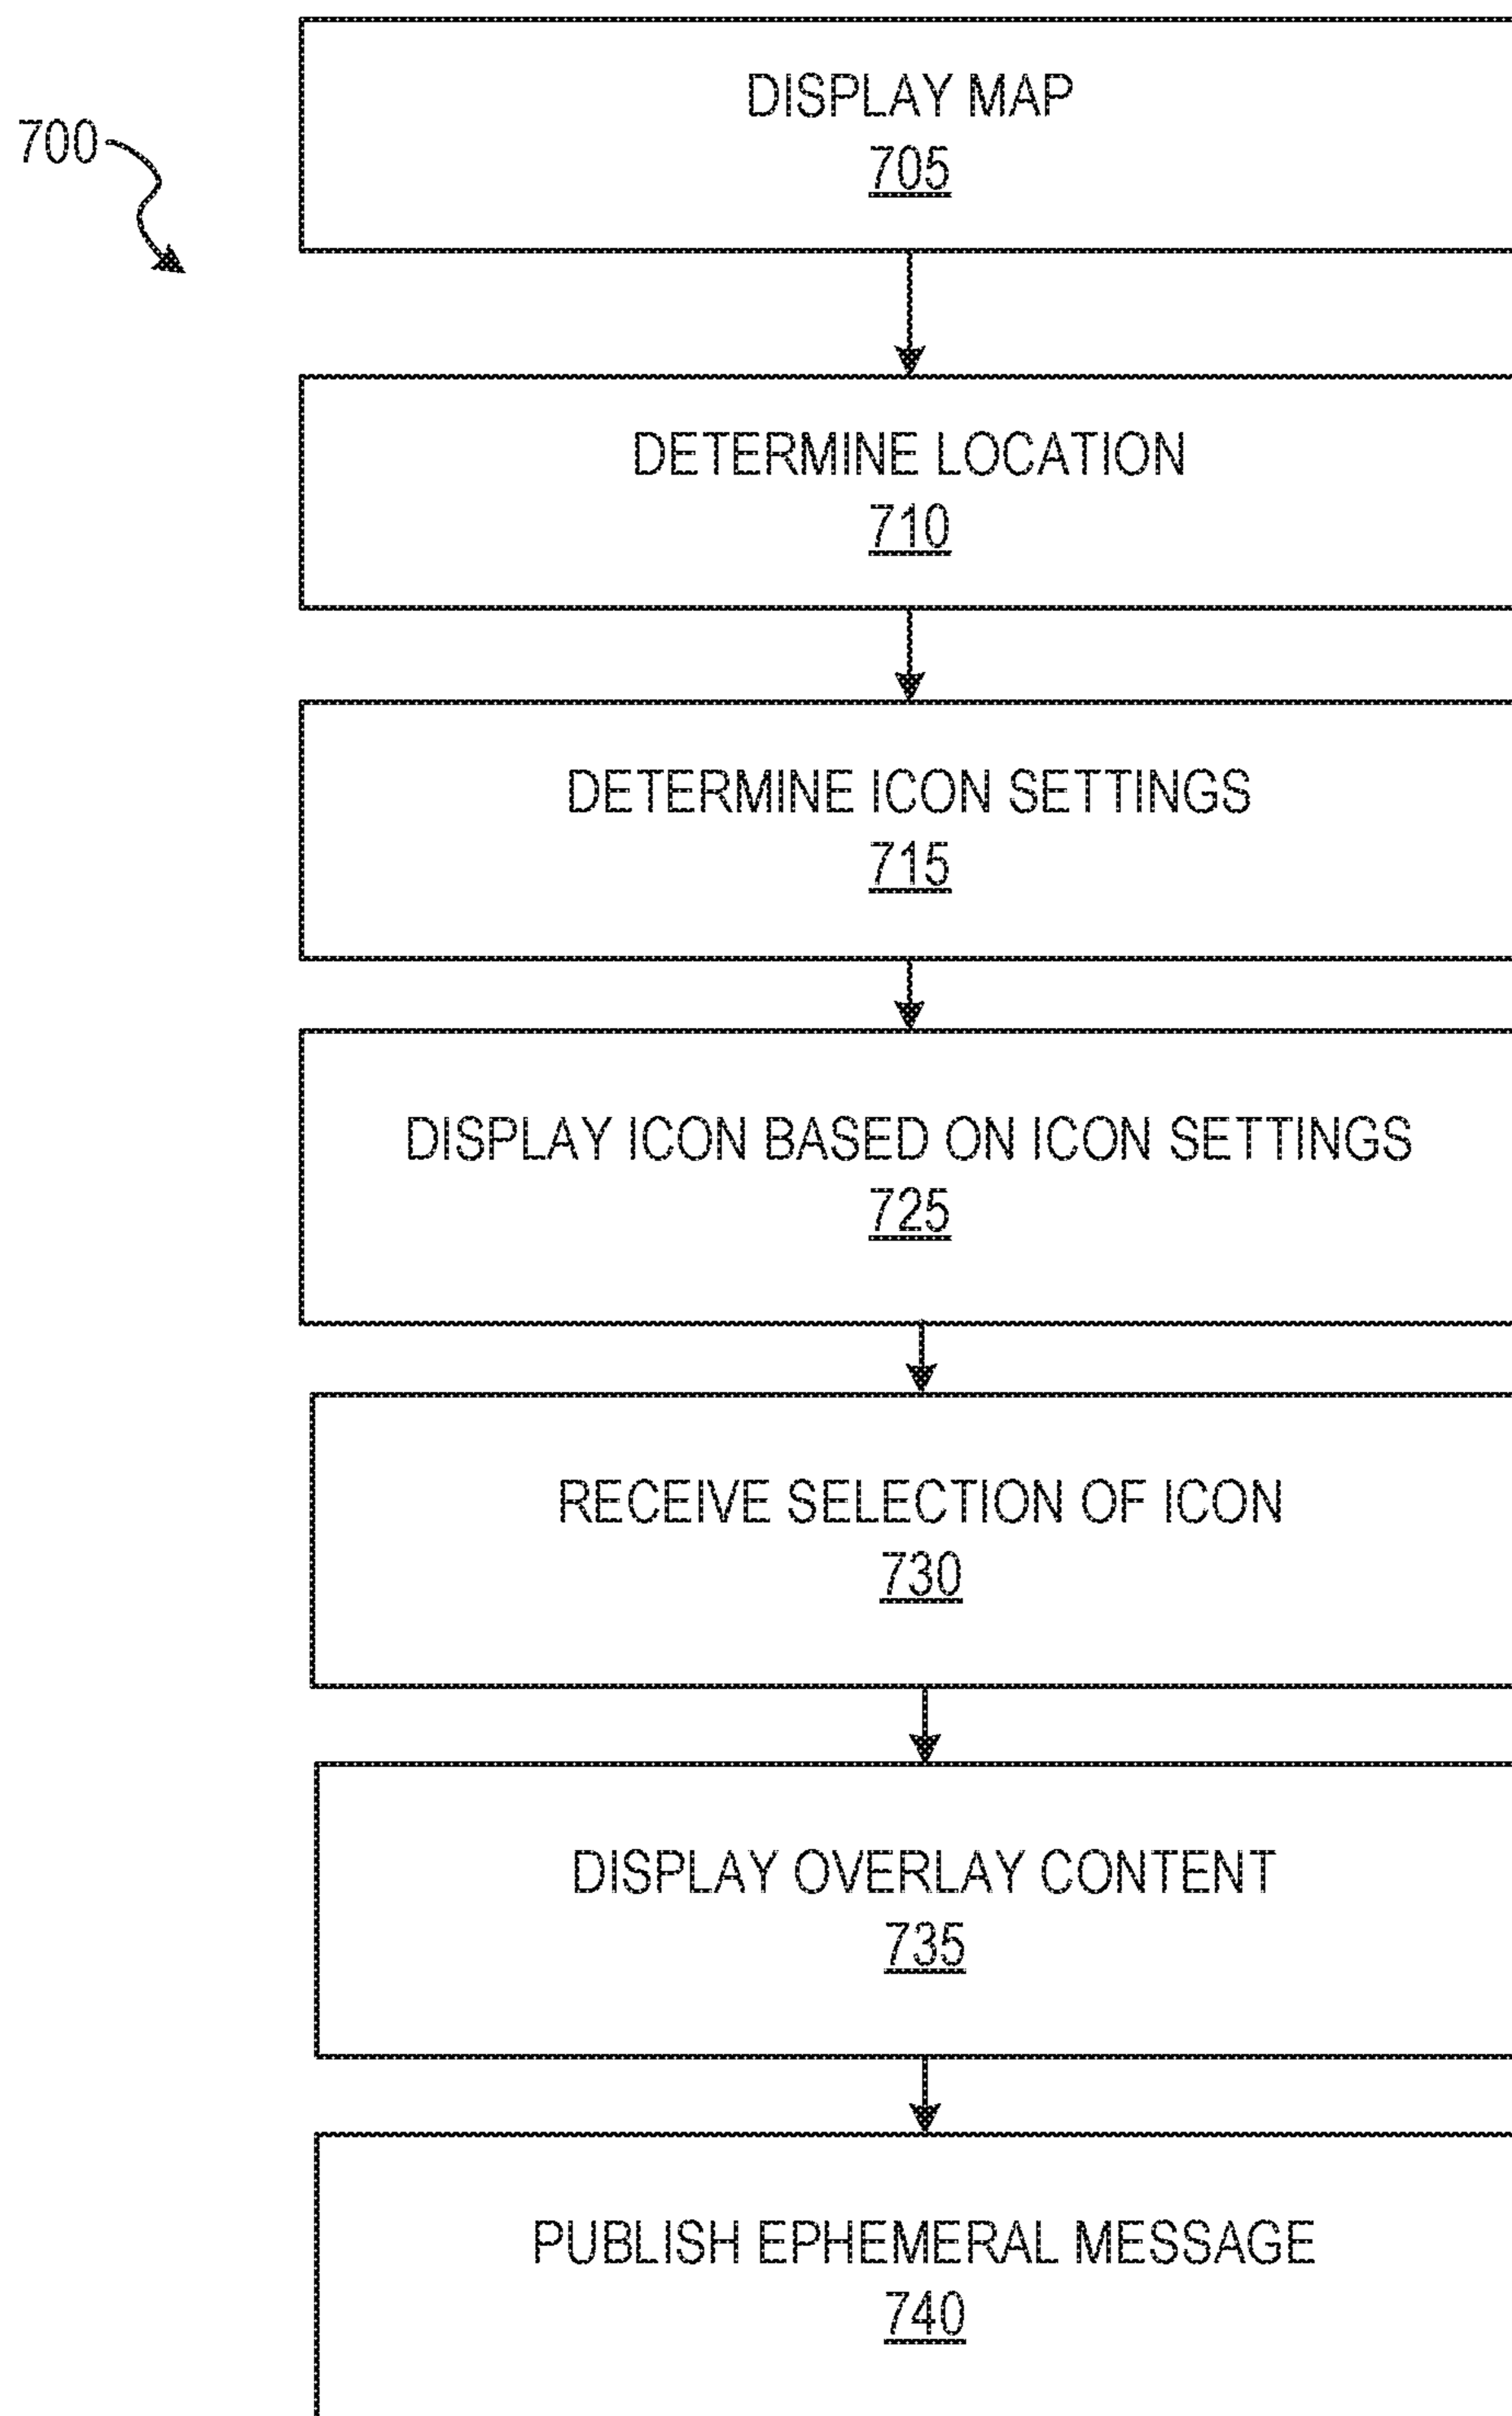 700
DISPLAY MAP
705
DETERMINE LOCATION
710
DETERMINE ICON SETTINGS
715
DISPLAY ICON BASED ON ICON SETTINGS
725
RECEIVE SELECTION OF ICON
730
DISPLAY OVERLAY CONTENT
735
PUBLISH EPHEMERAL MESSAGE
740